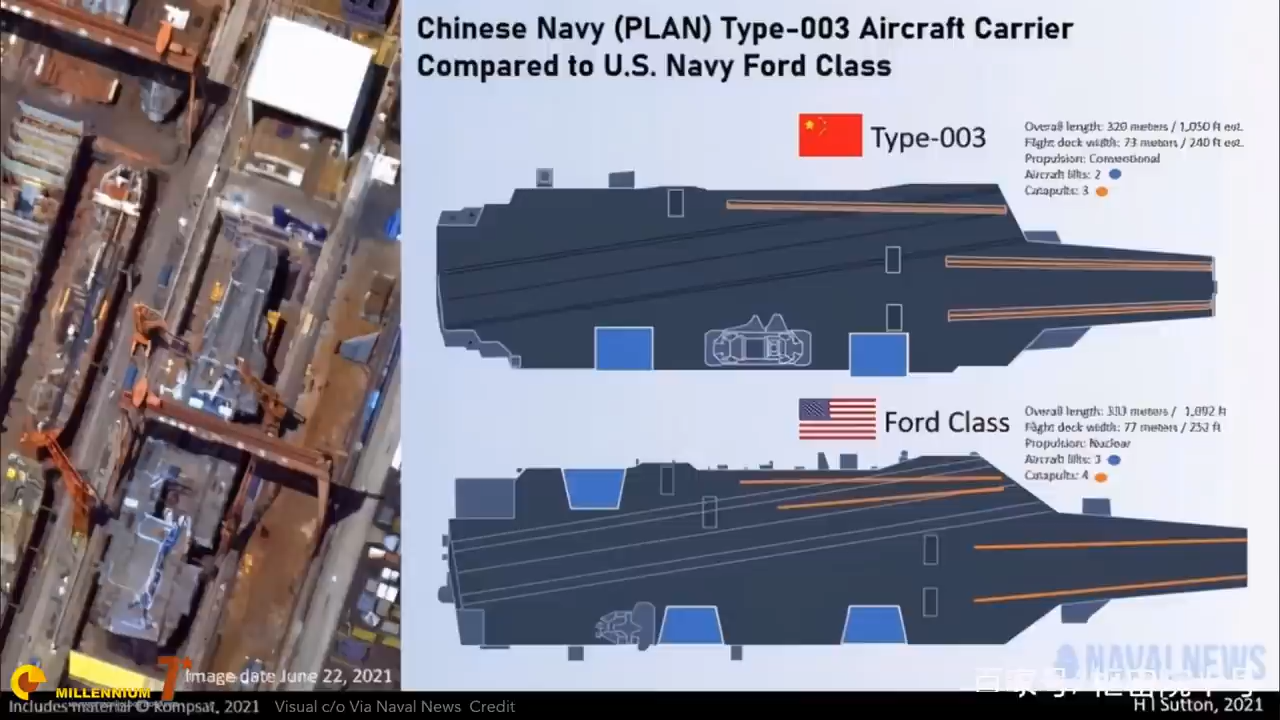 Chinese Navy (PLAN) Type-003 Aircraft Carrier
Compared to U.S. Navy Ford Class
Type-003
Overall length: 320 meters / 1,050 ft est.
Flight deck width: 73 meters / 240 ft est.
Propulsion: Conventional
Aircraft lifts: 2
Catapults: 3
Ford Class
Overall length: 333 meters / 1,092 ft
Flight deck width: 77 meters / 252 ft
Propulsion: Nuclear
Aircraft lifts: 3
Catapults: 4
NAVAL NEWS
百家号/
Image date June 22, 2021
MILLENNIUM 7*
Includes material © Kompsat, 2021
Visual c/o Via Naval News Credit
H I Sutton, 2021